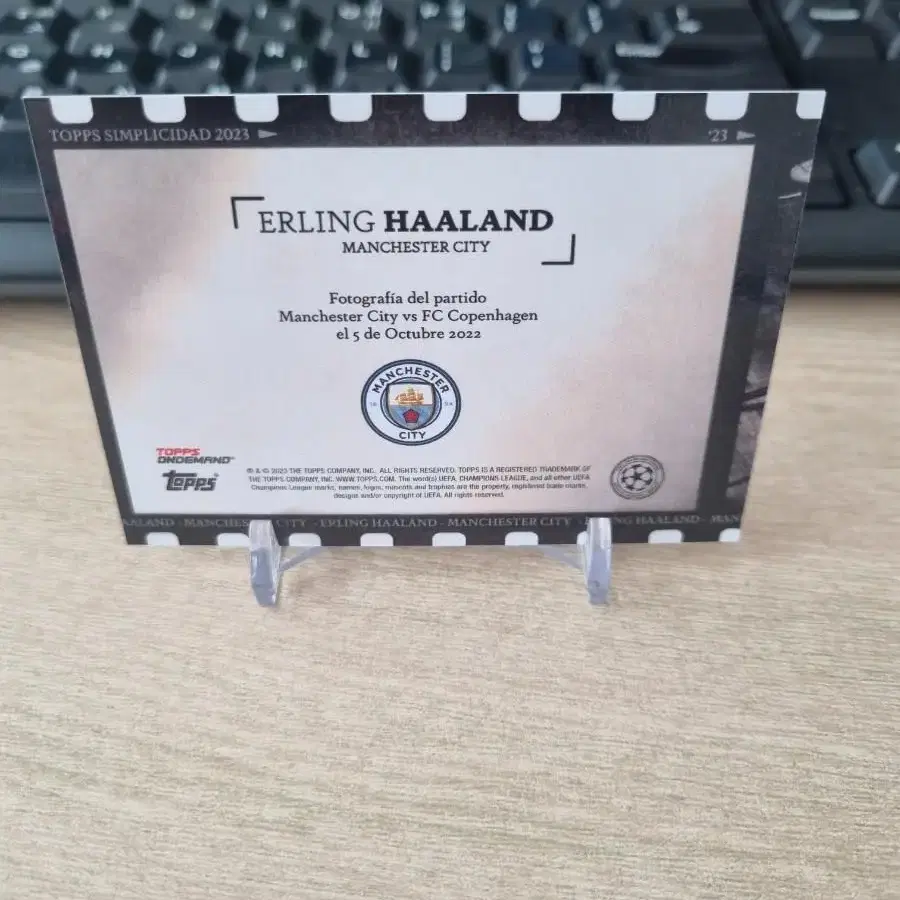 TOPPS SIMPLICIDAD 2023
'23
ERLING HAALAND
MANCHESTER CITY
Fotografía del partido
Manchester City vs FC Copenhagen
el 5 de Octubre 2022
MANCHESTER
CITY
TOPPS
ONDEMAND
Topps
® & © 2023 THE TOPPS COMPANY, INC. ALL RIGHTS RESERVED. TOPPS IS A REGISTERED TRADEMARK OF
THE TOPPS COMPANY, INC. WWW.TOPPS.COM. The word(s) UEFA, CHAMPIONS LEAGUE, and all other UEFA
Champions League marks, names, logos, mascots and trophies are the property, registered trade marks,
designs and/or copyright of UEFA. All rights reserved.
AALAND - MANCHESTER CITY - ERLING HAALAND - MANCHESTER CITY - ERLING HAALAND - MAN